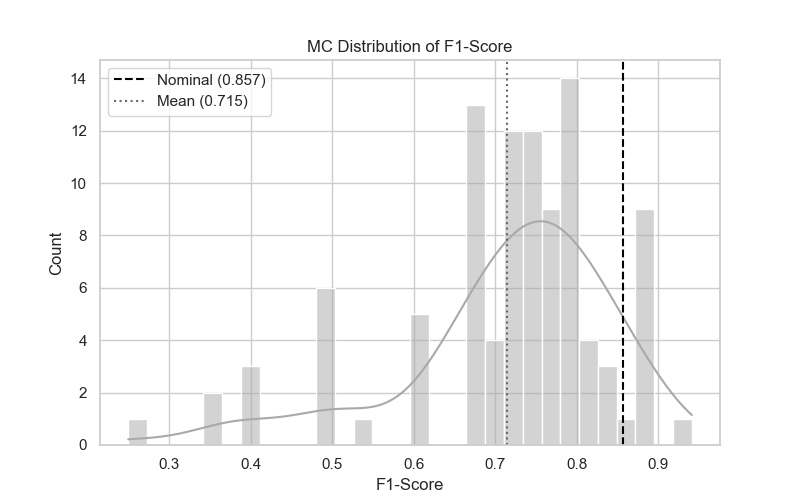 MC Distribution of F1-Score
Nominal (0.857)
Mean (0.715)
Count
14
12
10
8
6
4
2
0
0.3 0.4 0.5 0.6 0.7 0.8 0.9
F1-Score